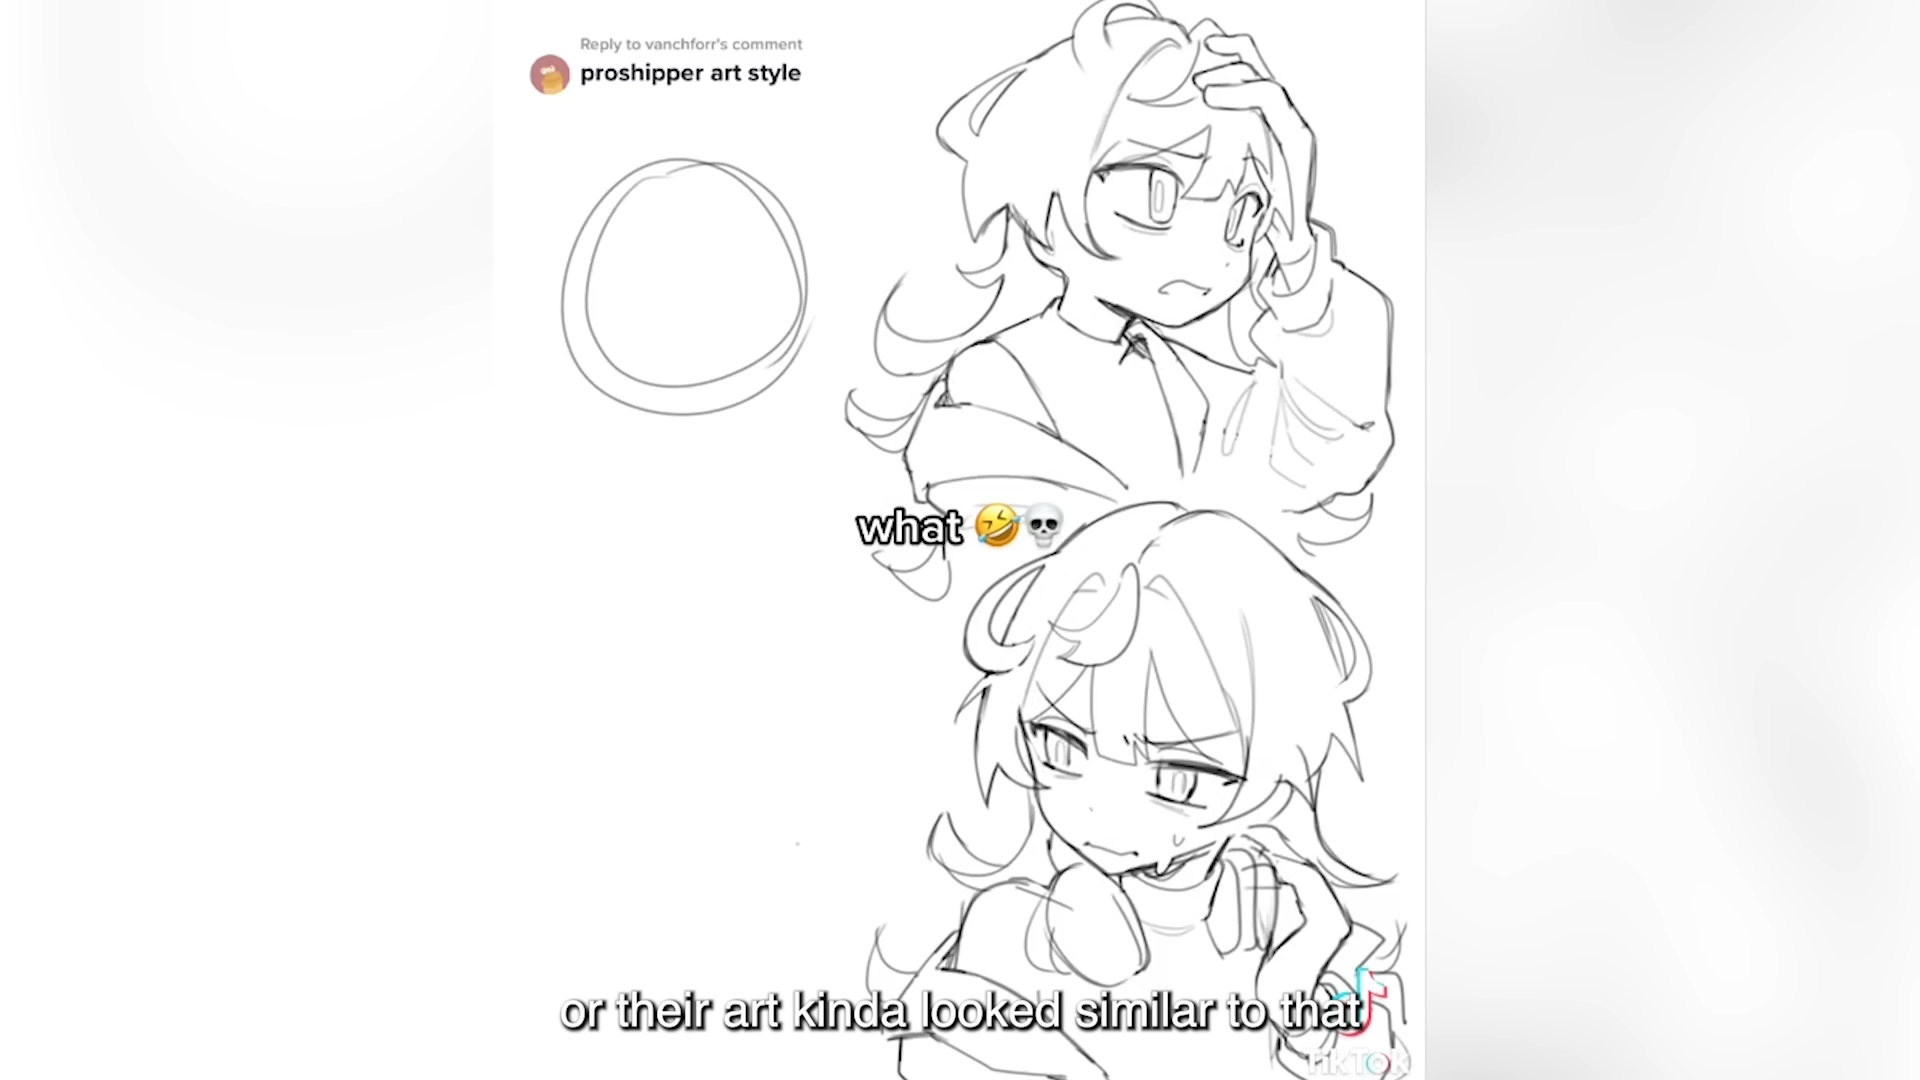 Reply to vanchforr's comment
proshipper art style
what 🤣💀
or their art kinda looked similar to that
TikTok